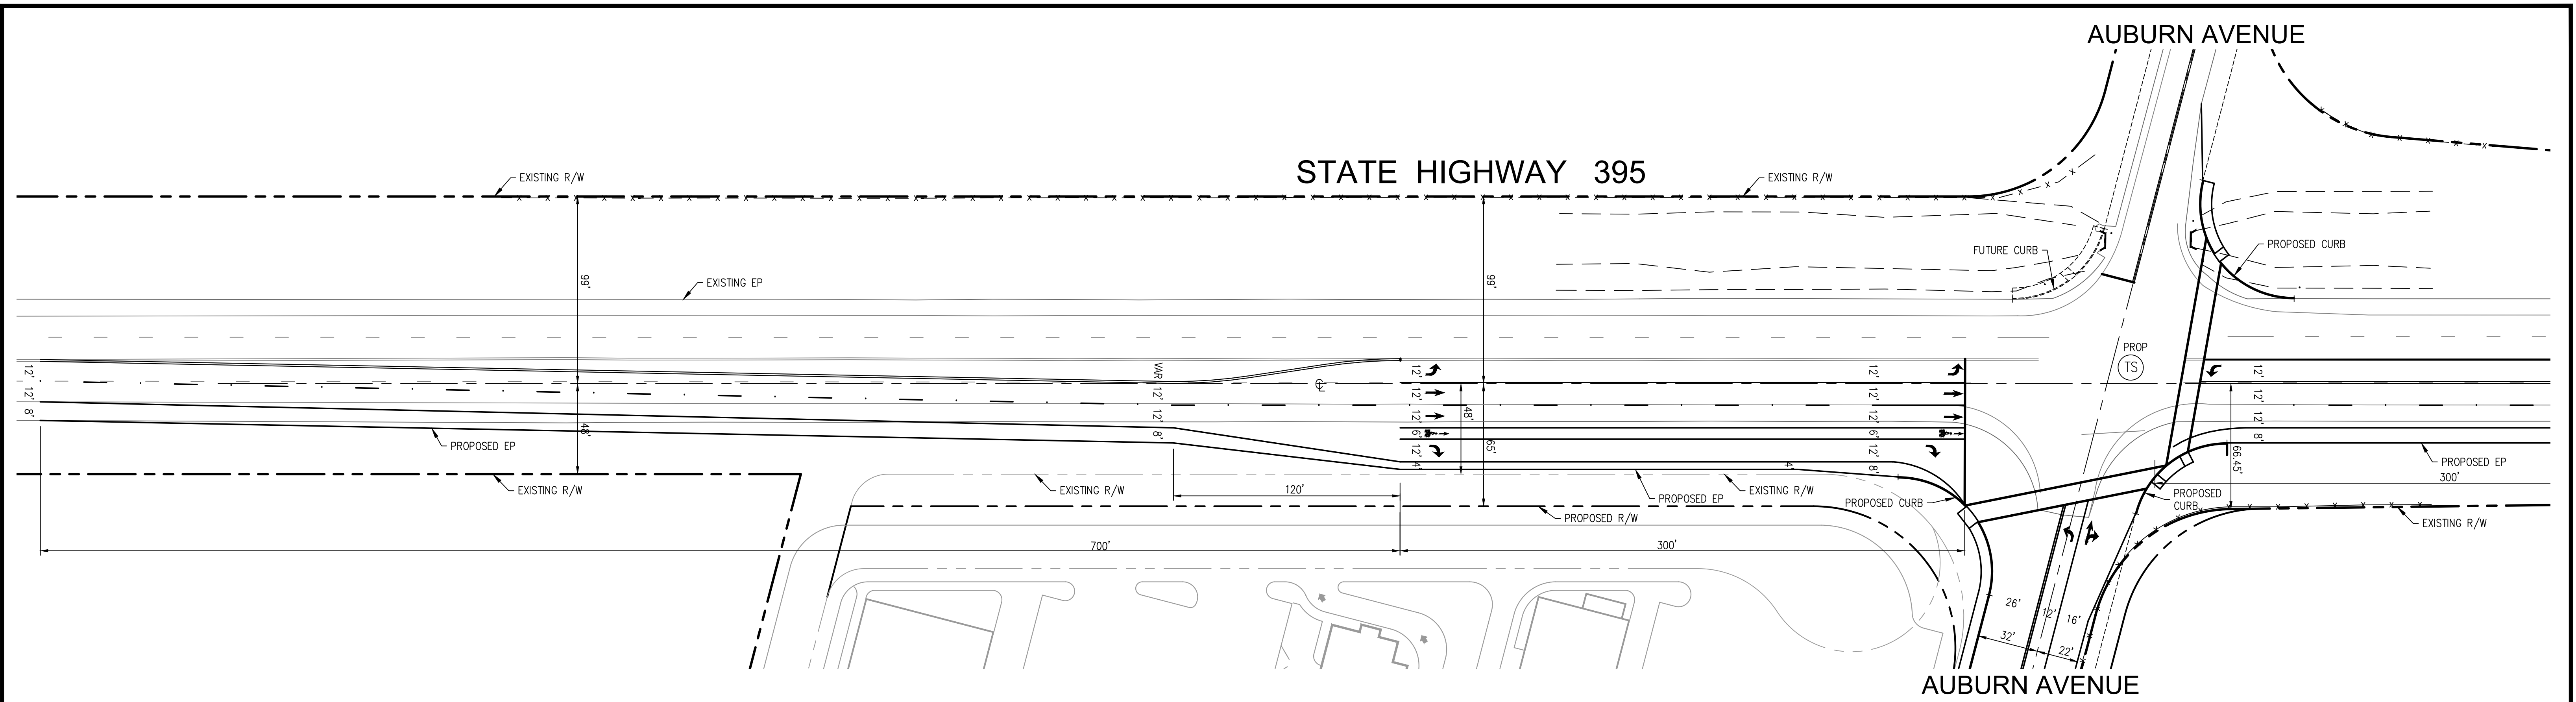 AUBURN AVENUE
STATE HIGHWAY 395
EXISTING R/W
EXISTING R/W
FUTURE CURB
PROPOSED CURB
99'
99'
EXISTING EP
PROP
TS
12'
12'
8'
VAR
12'
12'
8'
℄
12'
12'
12'
6'
12'
4'
48'
65'
48'
12'
12'
12'
6'
12'
8'
4'
12'
12'
12'
8'
66.45'
PROPOSED EP
PROPOSED EP
300'
EXISTING R/W
EXISTING R/W
120'
PROPOSED EP
EXISTING R/W
PROPOSED CURB
PROPOSED
CURB
PROPOSED R/W
EXISTING R/W
700'
300'
26'
12'
16'
32'
22'
AUBURN AVENUE